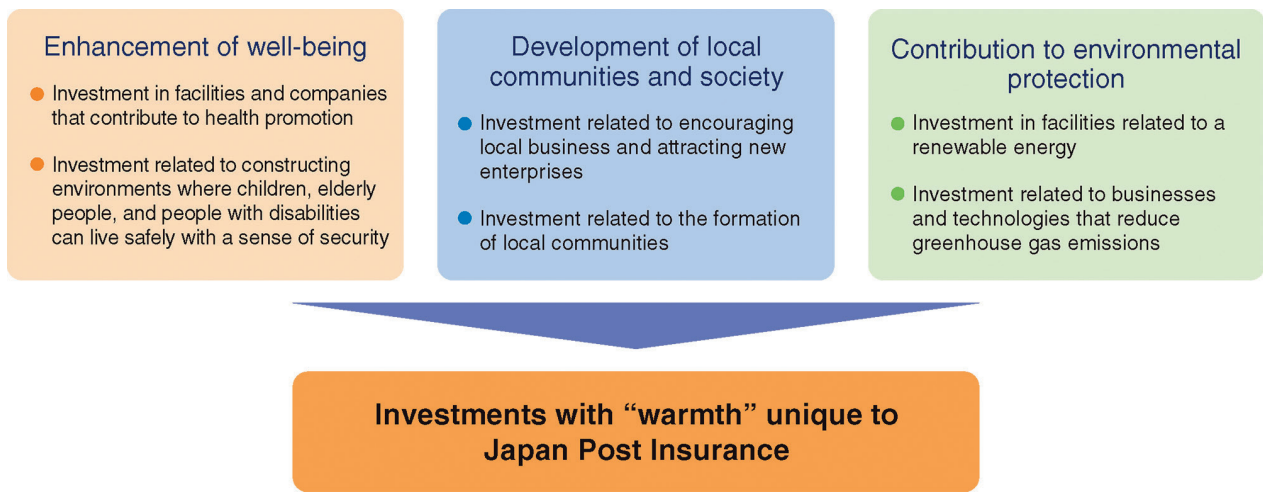 Enhancement of well-being
Investment in facilities and companies
that contribute to health promotion
Investment related to constructing
environments where children, elderly
people, and people with disabilities
can live safely with a sense of security
Development of local
communities and society
Investment related to encouraging
local business and attracting new
enterprises
Investment related to the formation
of local communities
Contribution to environmental
protection
Investment in facilities related to a
renewable energy
Investment related to businesses
and technologies that reduce
greenhouse gas emissions
Investments with “warmth” unique to
Japan Post Insurance